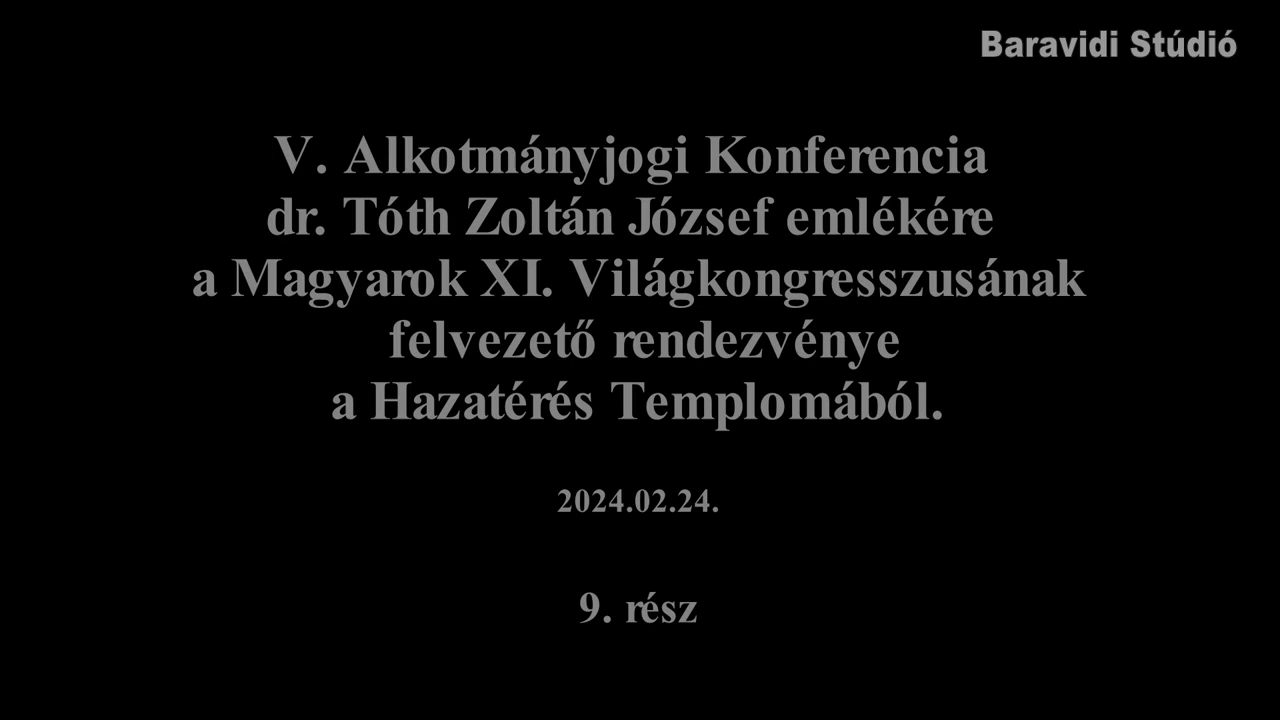 Baravidi Stúdió
V. Alkotmányjogi Konferencia
dr. Tóth Zoltán József emlékére
a Magyarok XI. Világkongresszusának
felvezető rendezvénye
a Hazatérés Templomából.
2024.02.24.
9. rész